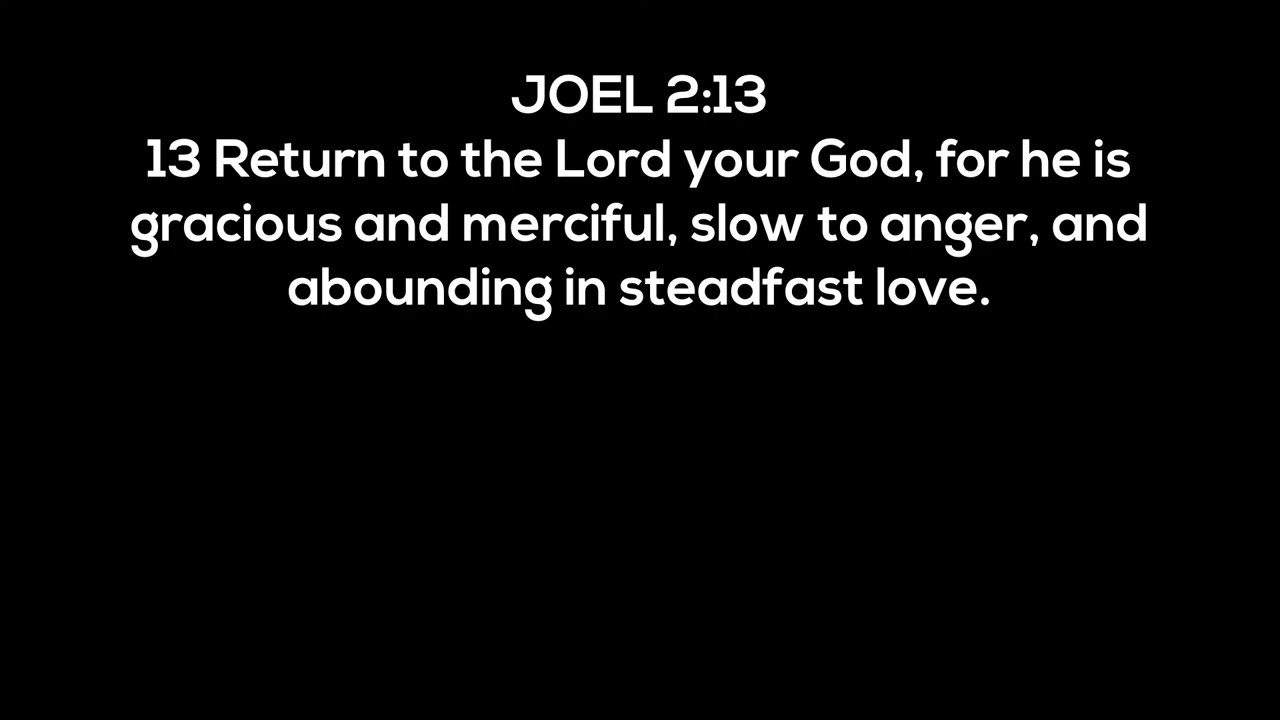 JOEL 2:13
13 Return to the Lord your God, for he is
gracious and merciful, slow to anger, and
abounding in steadfast love.